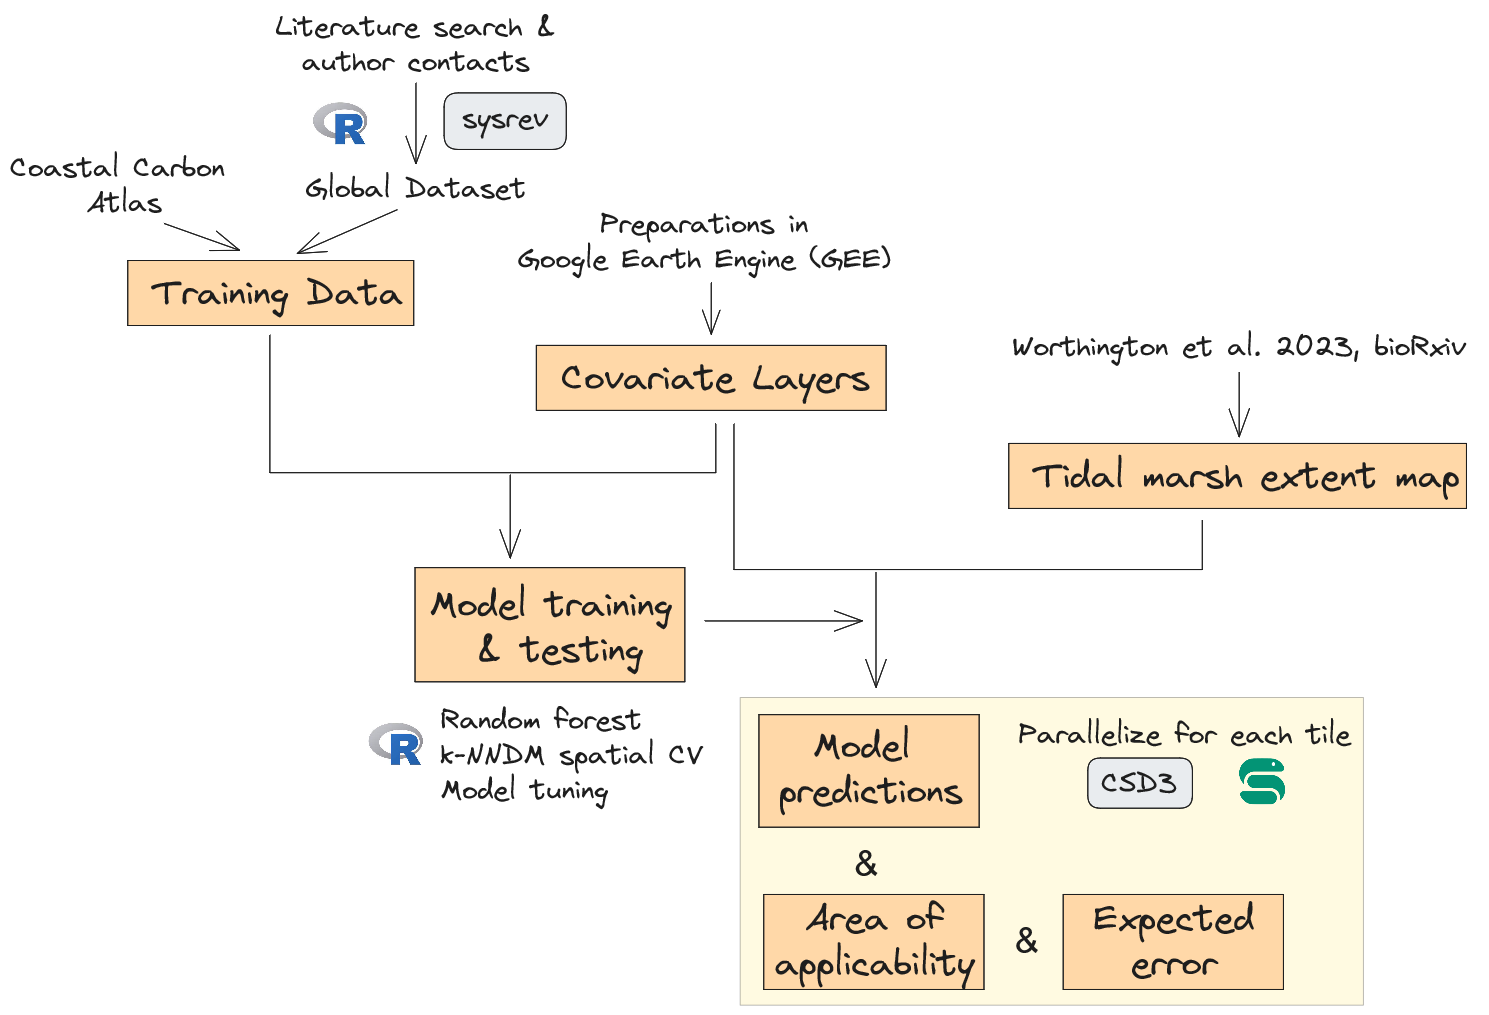 Literature search &
author contacts
R
sysrev
Coastal Carbon
Atlas
Global Dataset
Training Data
Preparations in
Google Earth Engine (GEE)
Covariate Layers
Worthington et al. 2023, bioRxiv
Tidal marsh extent map
Model training
& testing
R
Random forest
k-NNDM spatial CV
Model tuning
Model
predictions
Parallelize for each tile
CSD3
&
Area of
applicability
&
Expected
error